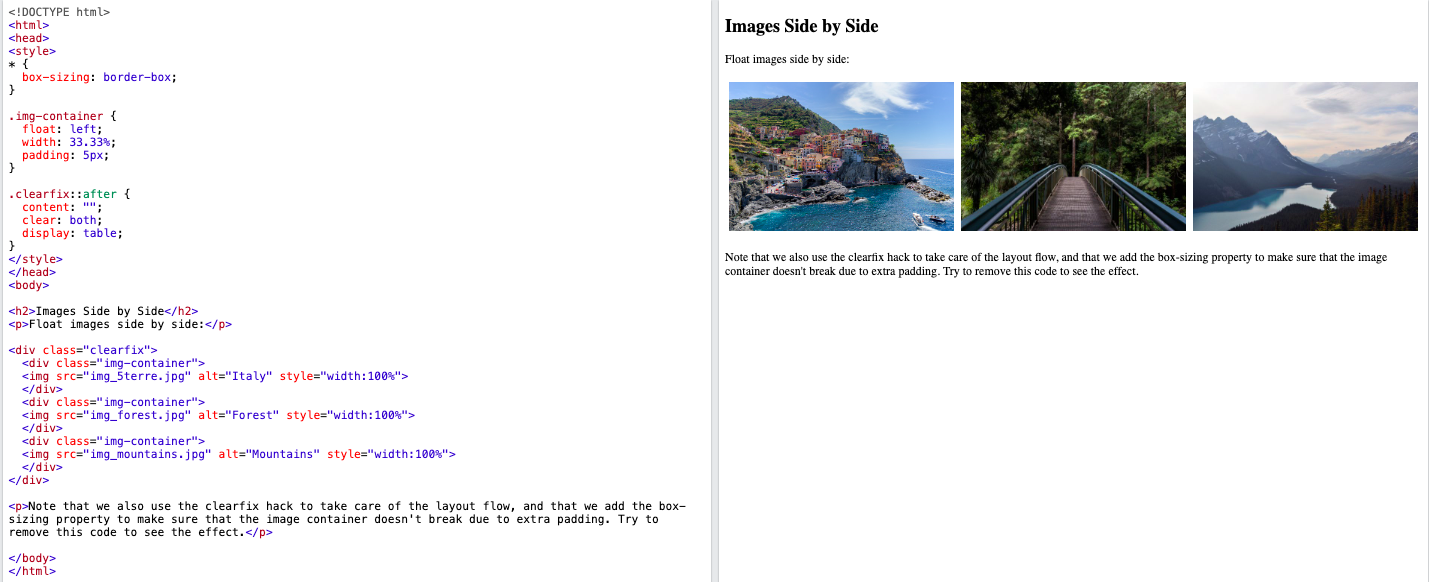 <!DOCTYPE html>
<html>
<head>
<style>
* {
  box-sizing: border-box;
}

.img-container {
  float: left;
  width: 33.33%;
  padding: 5px;
}

.clearfix::after {
  content: "";
  clear: both;
  display: table;
}
</style>
</head>
<body>

<h2>Images Side by Side</h2>
<p>Float images side by side:</p>

<div class="clearfix">
  <div class="img-container">
  <img src="img_5terre.jpg" alt="Italy" style="width:100%">
  </div>
  <div class="img-container">
  <img src="img_forest.jpg" alt="Forest" style="width:100%">
  </div>
  <div class="img-container">
  <img src="img_mountains.jpg" alt="Mountains" style="width:100%">
  </div>
</div>

<p>Note that we also use the clearfix hack to take care of the layout flow, and that we add the box-
sizing property to make sure that the image container doesn't break due to extra padding. Try to
remove this code to see the effect.</p>

</body>
</html>
Images Side by Side
Float images side by side:
Note that we also use the clearfix hack to take care of the layout flow, and that we add the box-sizing property to make sure that the image
container doesn't break due to extra padding. Try to remove this code to see the effect.